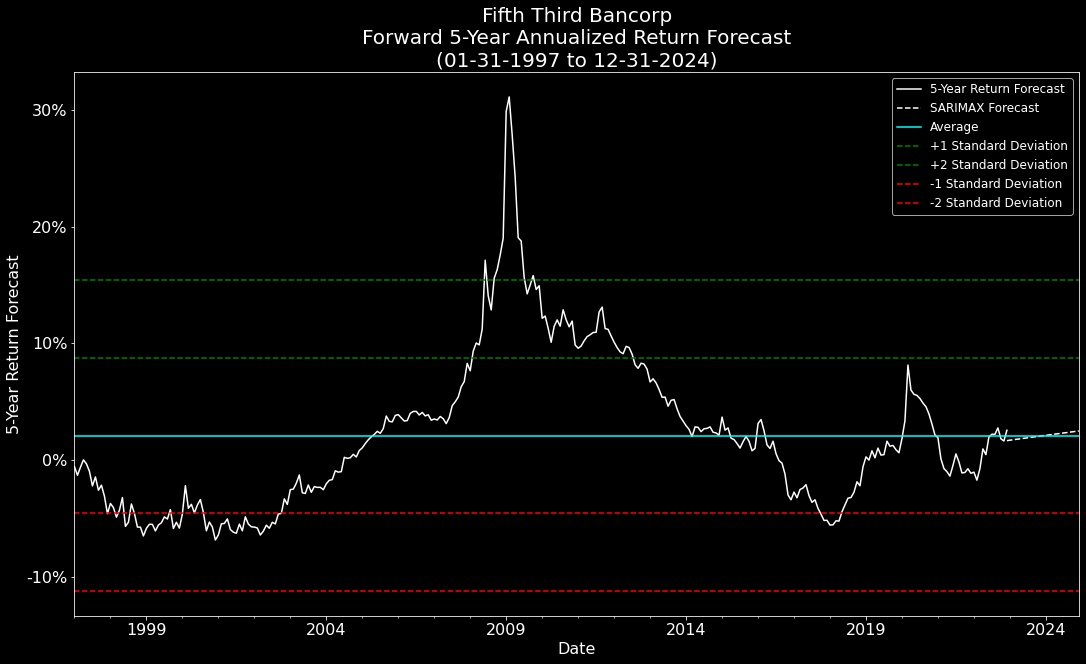 Fifth Third Bancorp
Forward 5-Year Annualized Return Forecast
(01-31-1997 to 12-31-2024)
5-Year Return Forecast
SARIMAX Forecast
Average
+1 Standard Deviation
+2 Standard Deviation
-1 Standard Deviation
-2 Standard Deviation
30%
20%
10%
0%
-10%
5-Year Return Forecast
1999
2004
2009
2014
2019
2024
Date